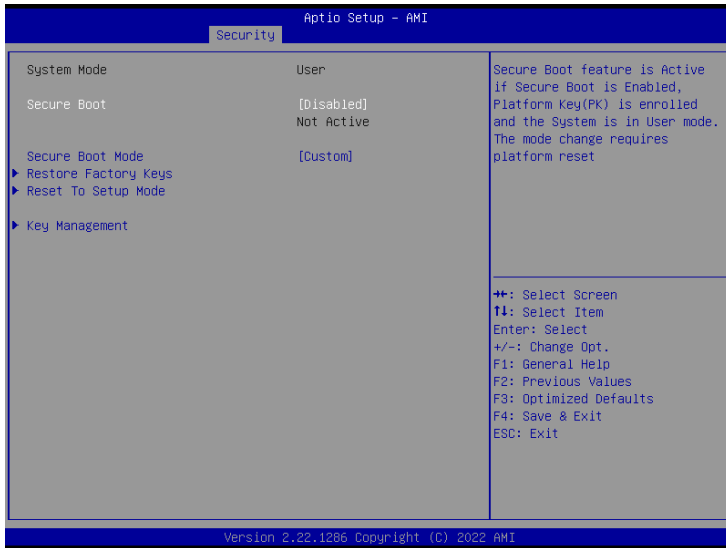 Aptio Setup - AMI
Security
System Mode User
Secure Boot [Disabled]
Not Active
Secure Boot Mode [Custom]
Restore Factory Keys
Reset To Setup Mode
Key Management
Secure Boot feature is Active
if Secure Boot is Enabled,
Platform Key(PK) is enrolled
and the System is in User mode.
The mode change requires
platform reset
→←: Select Screen
↑↓: Select Item
Enter: Select
+/-: Change Opt.
F1: General Help
F2: Previous Values
F3: Optimized Defaults
F4: Save & Exit
ESC: Exit
Version 2.22.1286 Copyright (C) 2022 AMI